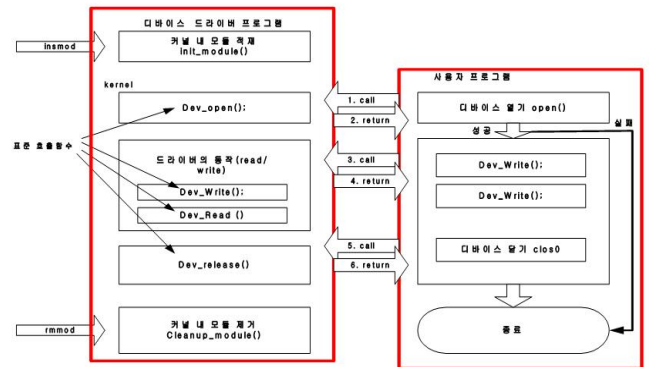 디바이스 드라이버 프로그램
insmod
커널 내 모듈 적재
init_module()
kernel
Dev_open();
표준 호출함수
드라이버의 동작(read/
write)
Dev_Write();
Dev_Read ()
Dev_release()
rmmod
커널 내 모듈 제거
Cleanup_module()
1. call
2. return
3. call
4. return
5. call
6. return
사용자 프로그램
디바이스 열기 open()
성공
실패
Dev_Write();
Dev_Write();
디바이스 닫기 clos0
종료